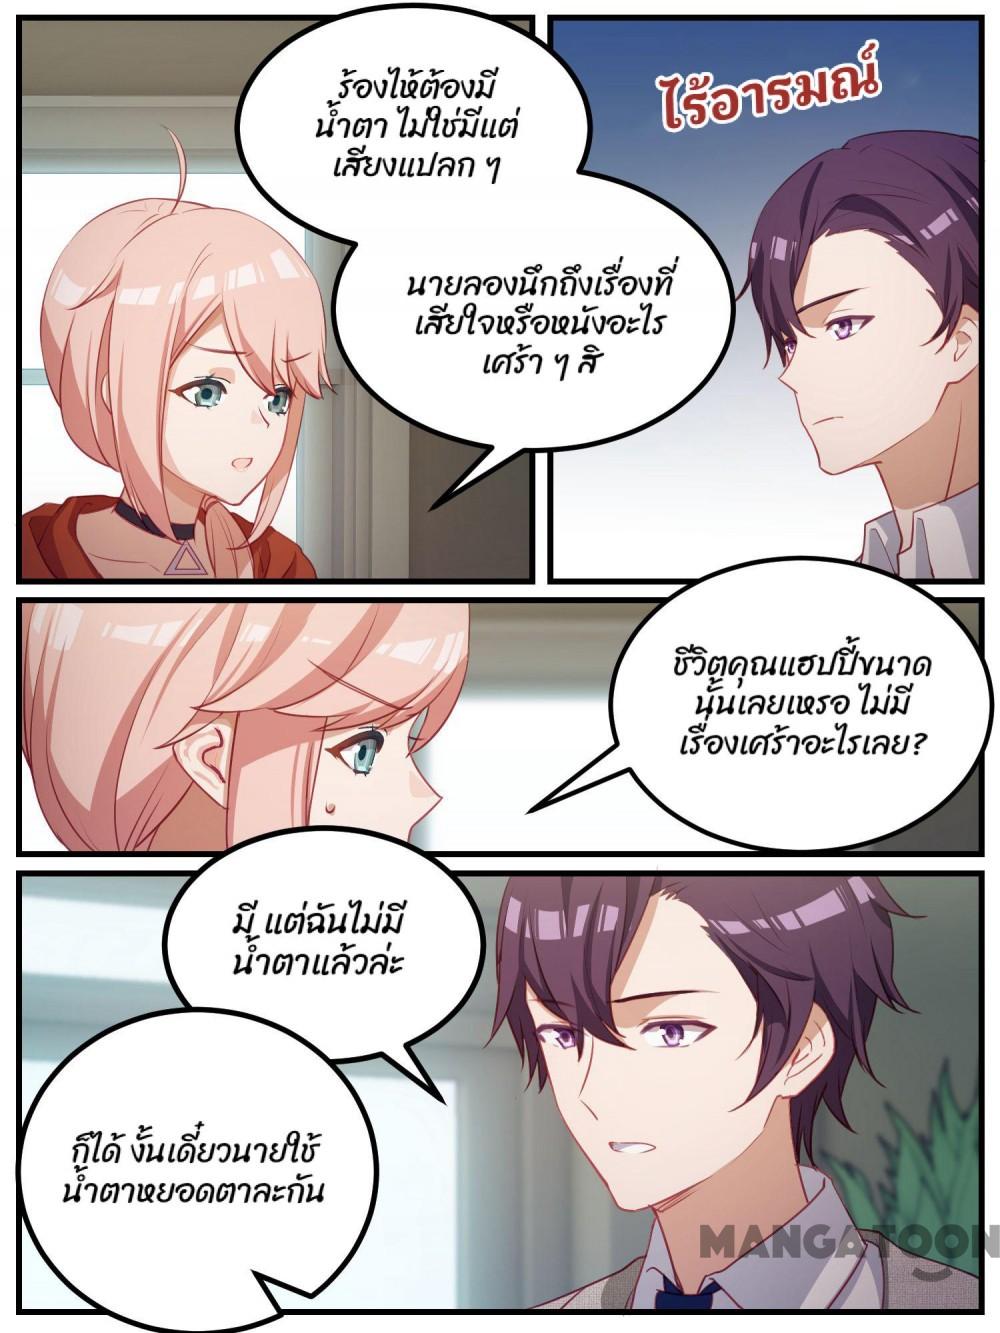 ร้องไห้ต้องมี
น้ำตา ไม่ใช่มีแต่
เสียงแปลก ๆ
ไร้อารมณ์
นายลองนึกถึงเรื่องที่
เสียใจหรือหนังอะไร
เศร้า ๆ สิ
ชีวิตคุณแฮปปี้ขนาด
นั้นเลยเหรอ ไม่มี
เรื่องเศร้าอะไรเลย?
มี แต่ฉันไม่มี
น้ำตาแล้วล่ะ
ก็ได้ งั้นเดี๋ยวนายใช้
น้ำตาหยอดตาละกัน
MANGATOON